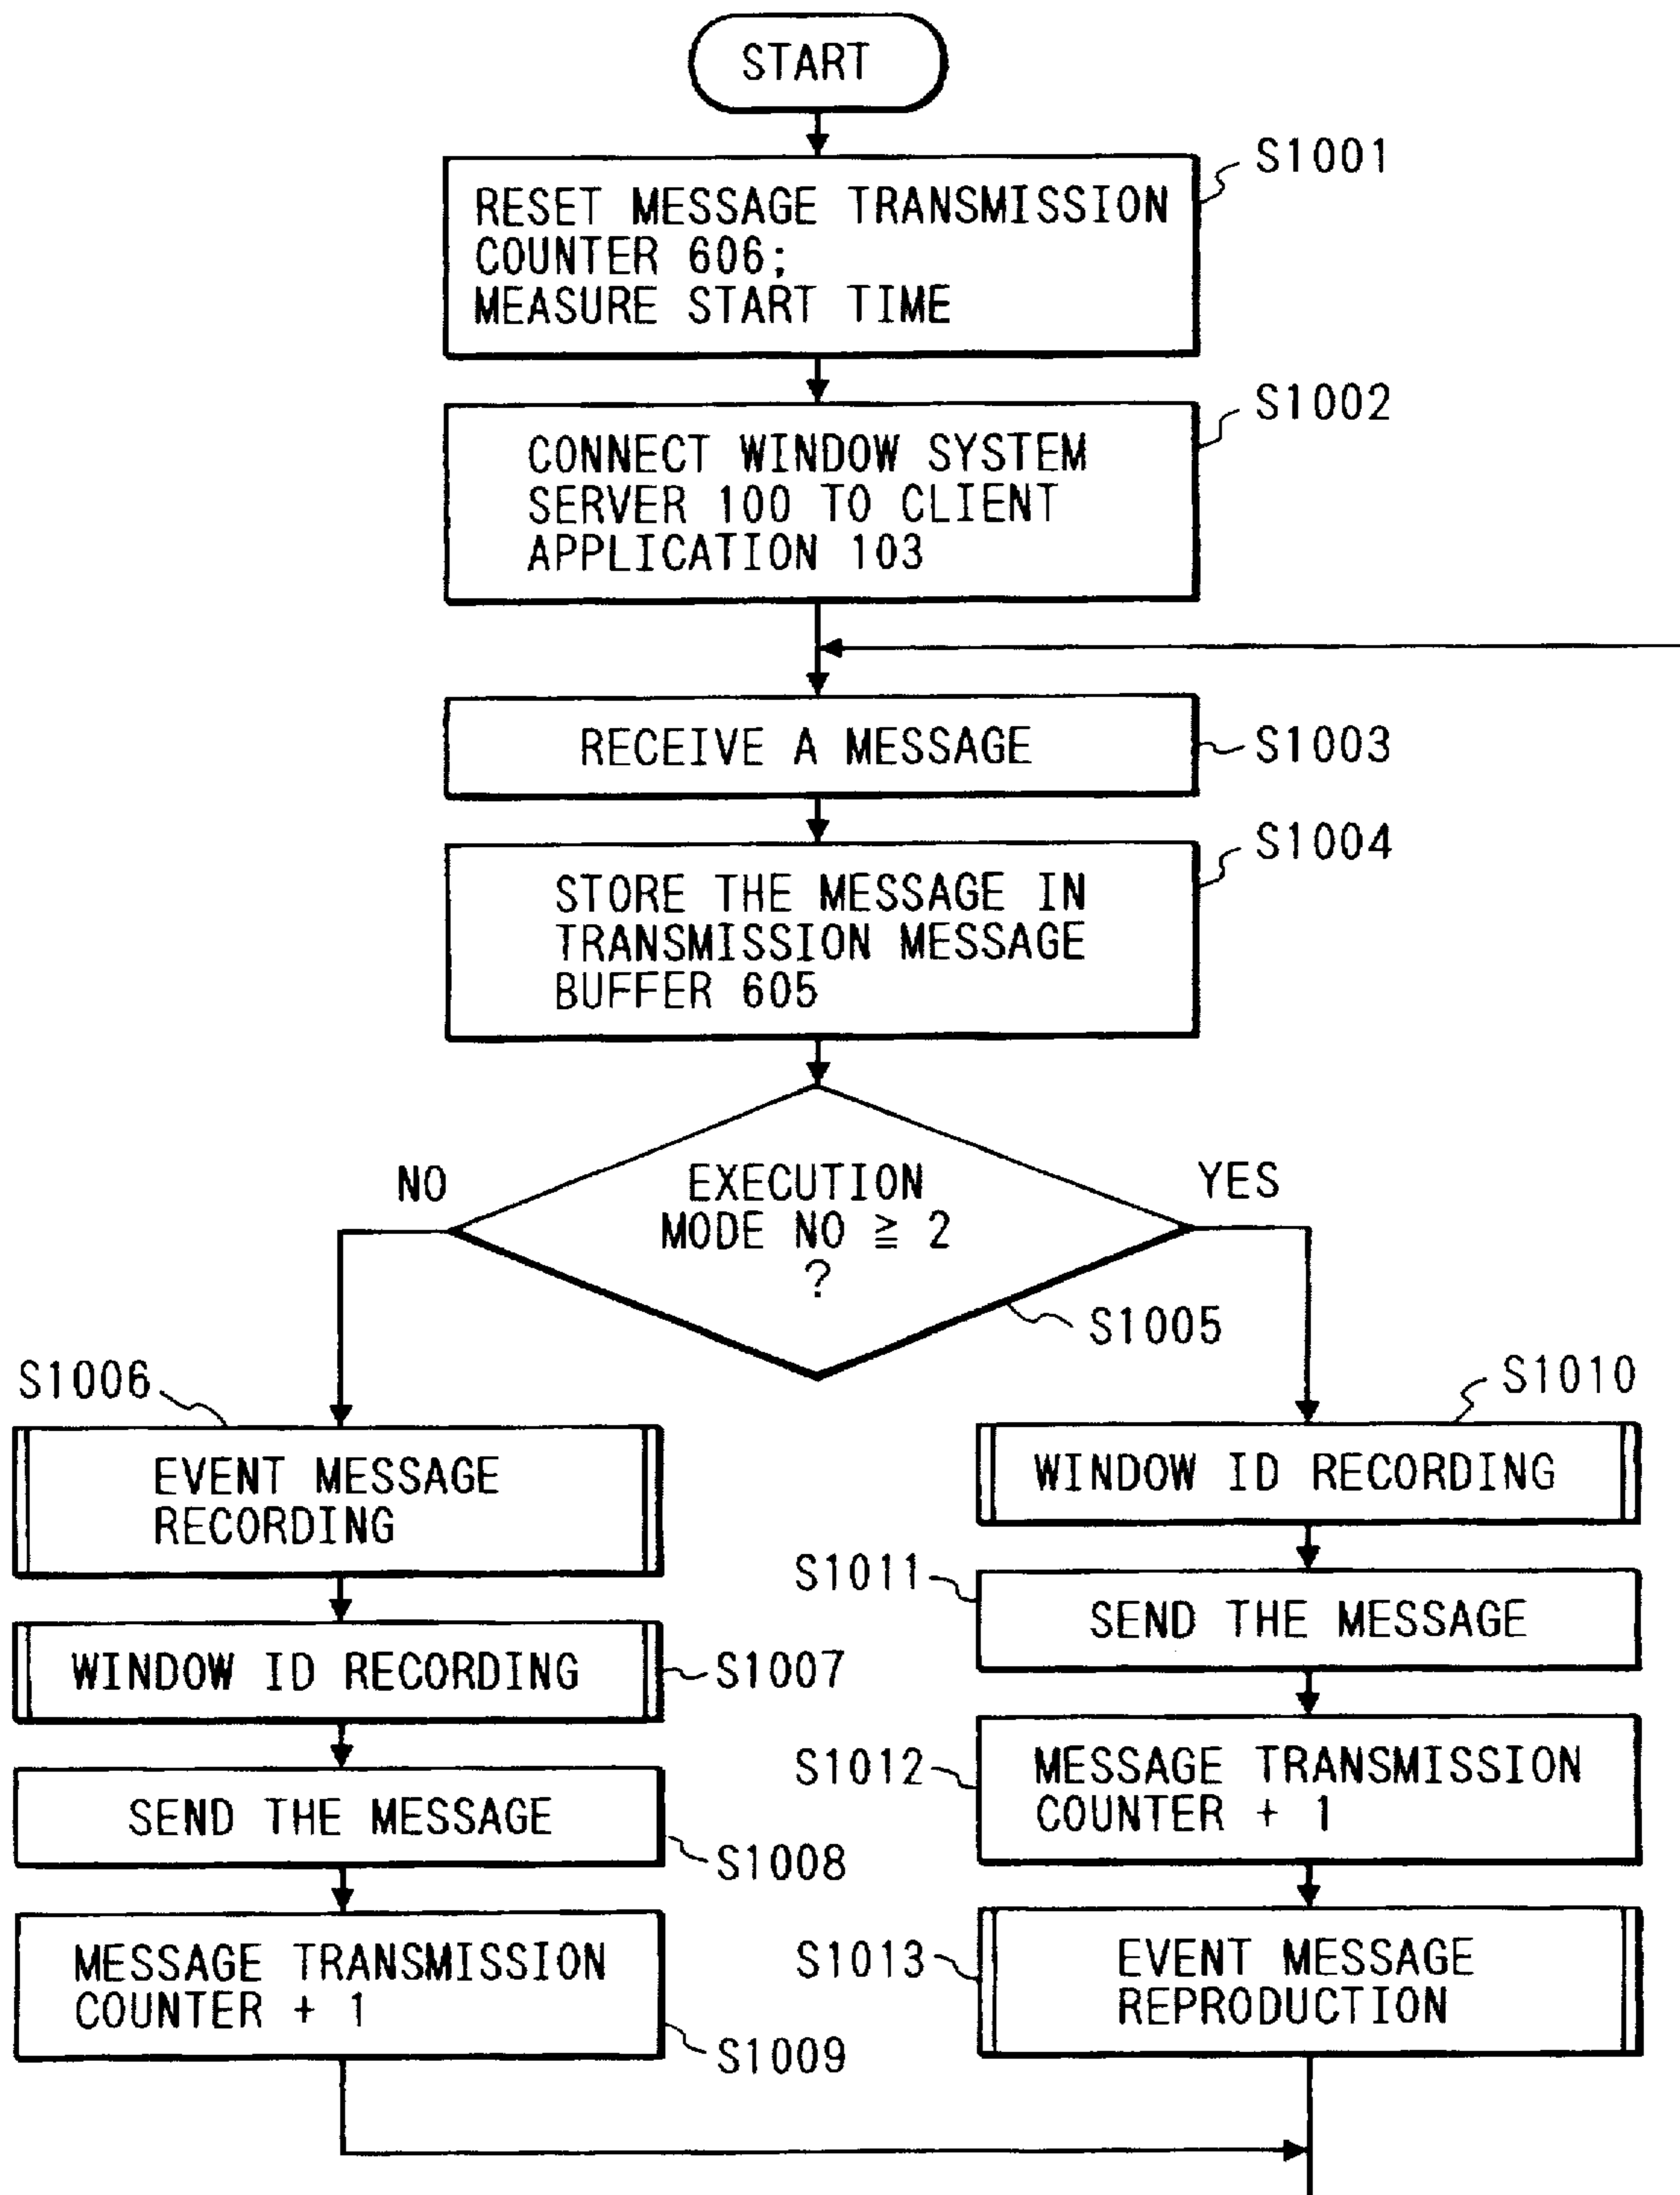 START
S1001
RESET MESSAGE TRANSMISSION
COUNTER 606;
MEASURE START TIME
S1002
CONNECT WINDOW SYSTEM
SERVER 100 TO CLIENT
APPLICATION 103
RECEIVE A MESSAGE
S1003
S1004
STORE THE MESSAGE IN
TRANSMISSION MESSAGE
BUFFER 605
NO
YES
EXECUTION
MODE NO ≧ 2
?
S1005
S1006
EVENT MESSAGE
RECORDING
WINDOW ID RECORDING
S1007
SEND THE MESSAGE
S1008
MESSAGE TRANSMISSION
COUNTER + 1
S1009
S1010
WINDOW ID RECORDING
S1011
SEND THE MESSAGE
S1012
MESSAGE TRANSMISSION
COUNTER + 1
S1013
EVENT MESSAGE
REPRODUCTION